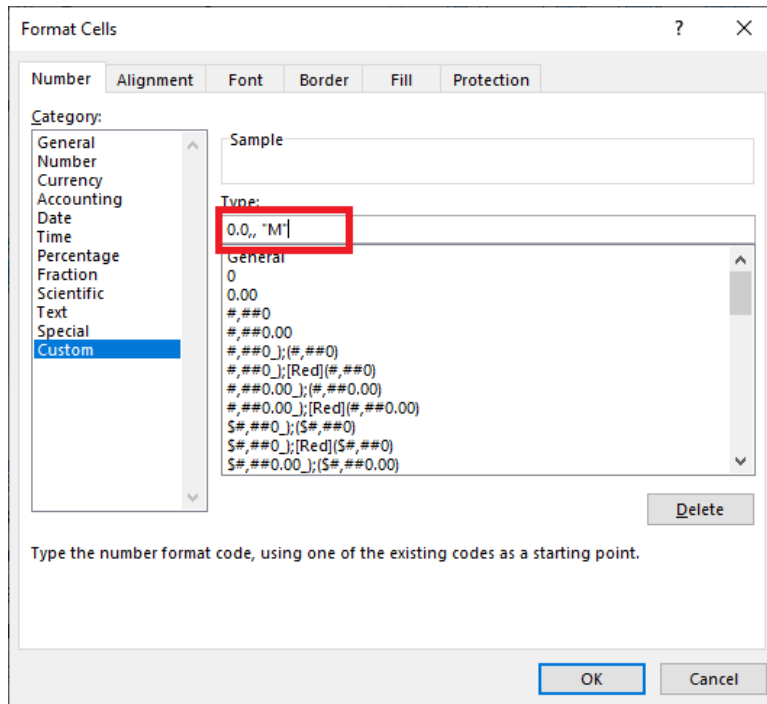 Format Cells
?
Number Alignment Font Border Fill Protection
Category:
General
Number
Currency
Accounting
Date
Time
Percentage
Fraction
Scientific
Text
Special
Custom
Sample
Type:
0.0,, "M"
General
0
0.00
#,##0
#,##0.00
#,##0_);(#,##0)
#,##0_);[Red](#,##0)
#,##0.00_);(#,##0.00)
#,##0.00_);[Red](#,##0.00)
$#,##0_);($#,##0)
$#,##0_);[Red]($#,##0)
$#,##0.00_);($#,##0.00)
Delete
Type the number format code, using one of the existing codes as a starting point.
OK Cancel